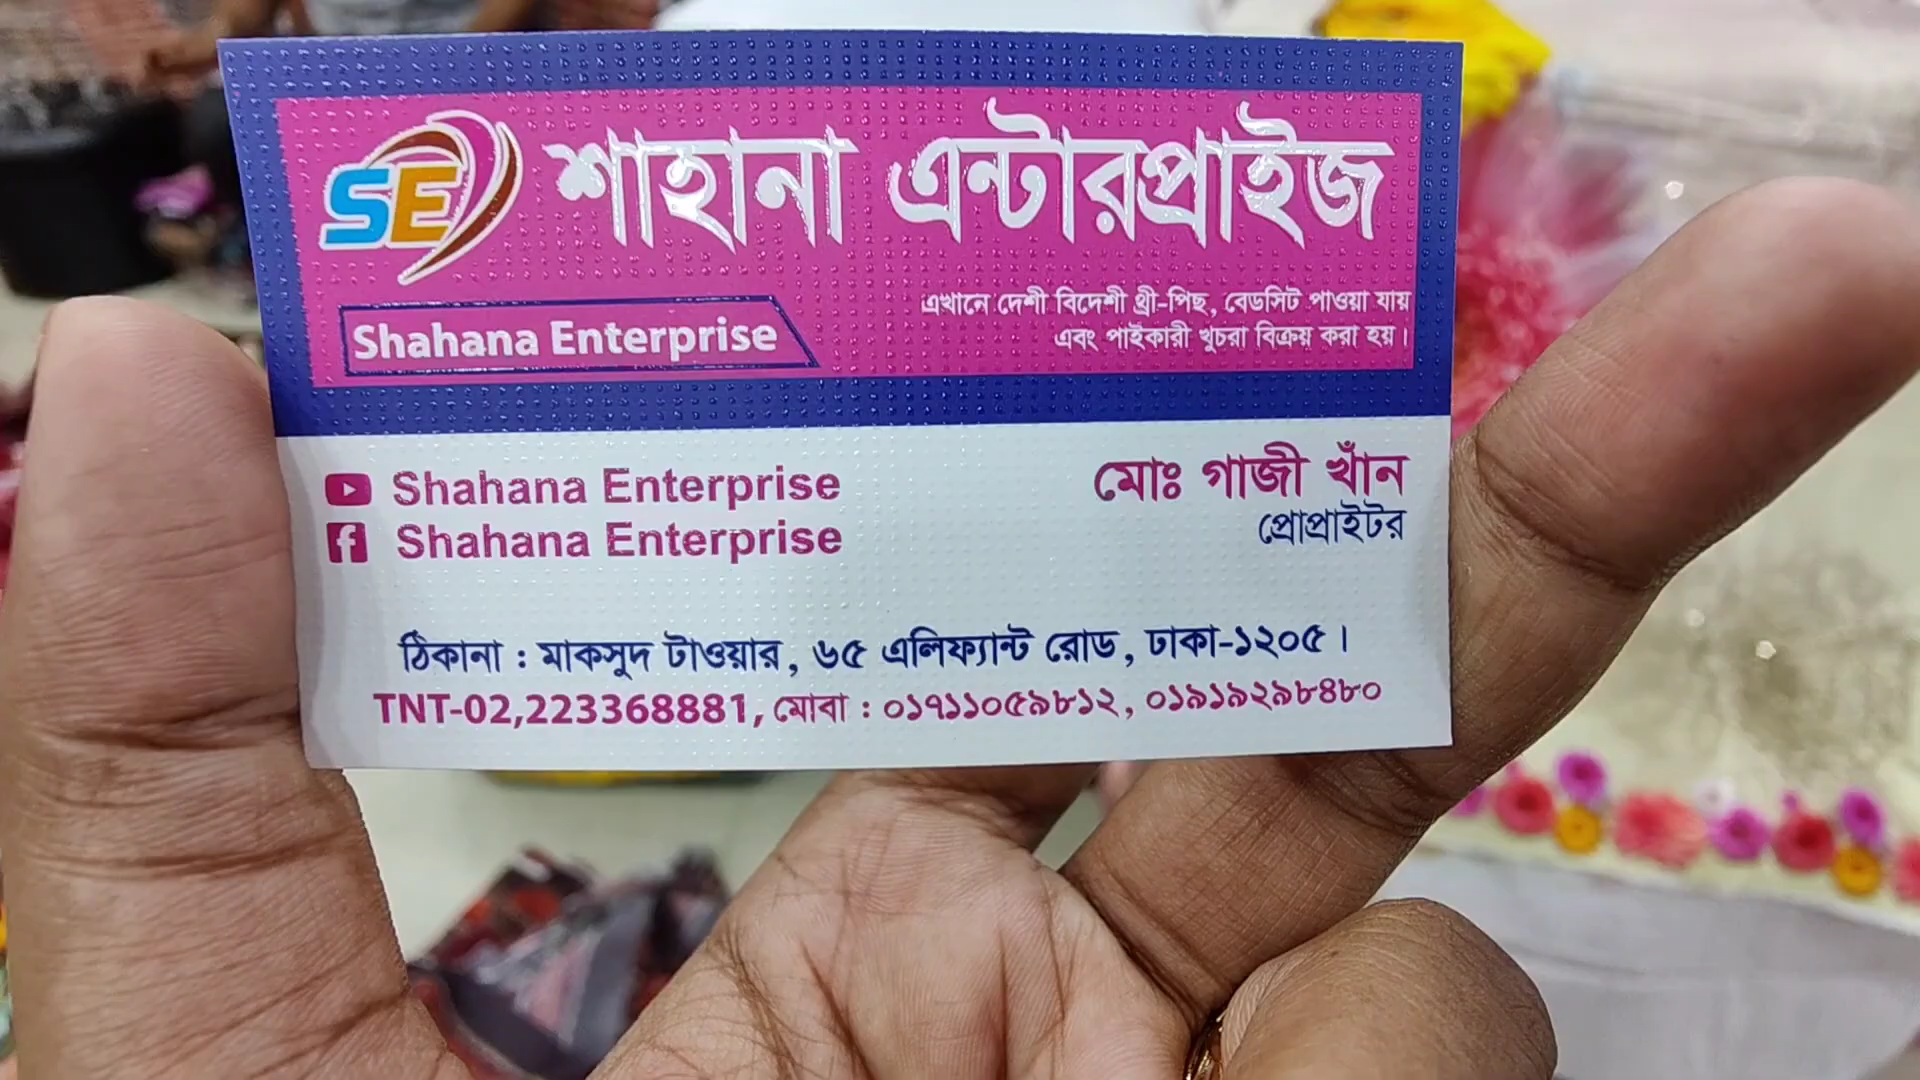 SE শাহানা এন্টারপ্রাইজ
Shahana Enterprise
এখানে দেশী বিদেশী থ্রী-পিছ, বেডসিট পাওয়া যায়
এবং পাইকারী খুচরা বিক্রয় করা হয়।
Shahana Enterprise
Shahana Enterprise
মোঃ গাজী খাঁন
প্রোপ্রাইটর
ঠিকানা : মাকসুদ টাওয়ার, ৬৫ এলিফ্যান্ট রোড, ঢাকা-১২০৫।
TNT-02,223368881, মোবা : ০১৭১১০৫৯৮১২, ০১৯১৯২৯৮৪৮০